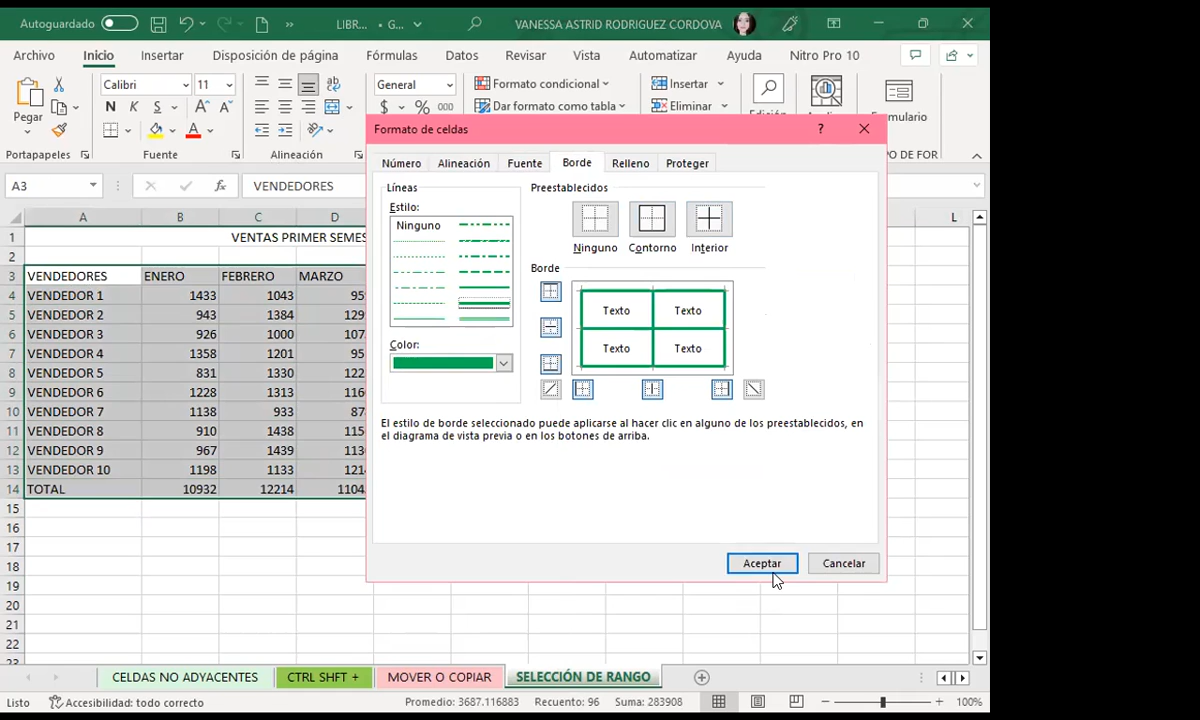 Autoguardado
LIBR... • G...
VANESSA ASTRID RODRIGUEZ CORDOVA
Archivo Inicio Insertar Disposición de página Fórmulas Datos Revisar Vista Automatizar Ayuda Nitro Pro 10
Pegar
Calibri 11
N K S
General
$ % 000
Formato condicional
Dar formato como tabla
Insertar
Eliminar
Portapapeles Fuente Alineación
A3
fx
VENDEDORES
A B C D L
1 VENTAS PRIMER SEMES
2
3 VENDEDORES ENERO FEBRERO MARZO
4 VENDEDOR 1 1433 1043
5 VENDEDOR 2 943 1384
6 VENDEDOR 3 926 1000
7 VENDEDOR 4 1358 1201
8 VENDEDOR 5 831 1330
9 VENDEDOR 6 1228 1313
10 VENDEDOR 7 1138 933
11 VENDEDOR 8 910 1438
12 VENDEDOR 9 967 1439
13 VENDEDOR 10 1198 1133
14 TOTAL 10932 12214
15
16
17
18
19
20
21
22
Formato de celdas
?
Número Alineación Fuente Borde Relleno Proteger
Líneas
Estilo:
Ninguno
Color:
Preestablecidos
Ninguno Contorno Interior
Borde
Texto Texto
Texto Texto
El estilo de borde seleccionado puede aplicarse al hacer clic en alguno de los preestablecidos, en
el diagrama de vista previa o en los botones de arriba.
Aceptar Cancelar
CELDAS NO ADYACENTES CTRL SHFT + MOVER O COPIAR SELECCIÓN DE RANGO
Listo Accesibilidad: todo correcto Promedio: 3687.116883 Recuento: 96 Suma: 283908 100%